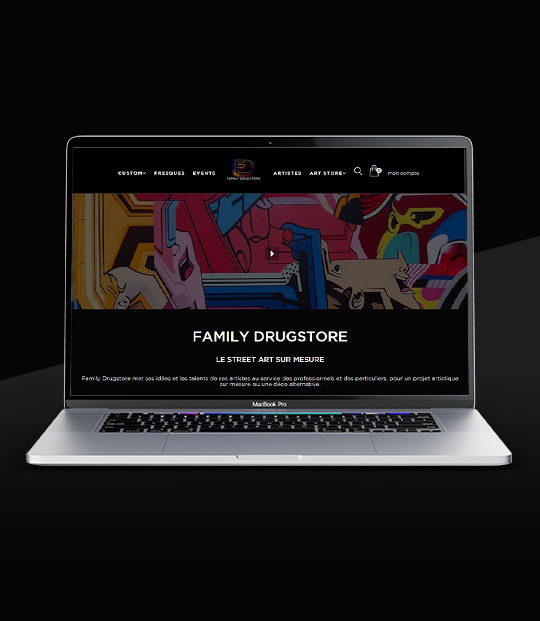 CUSTOM FRESQUES EVENTS FAMILY DRUGSTORE ARTISTES ART STORE mon compte
FAMILY DRUGSTORE
LE STREET ART SUR MESURE
Family Drugstore met ses idées et les talents de ses artistes au service des professionnels et des particuliers, pour un projet artistique
sur mesure ou une déco alternative.
MacBook Pro